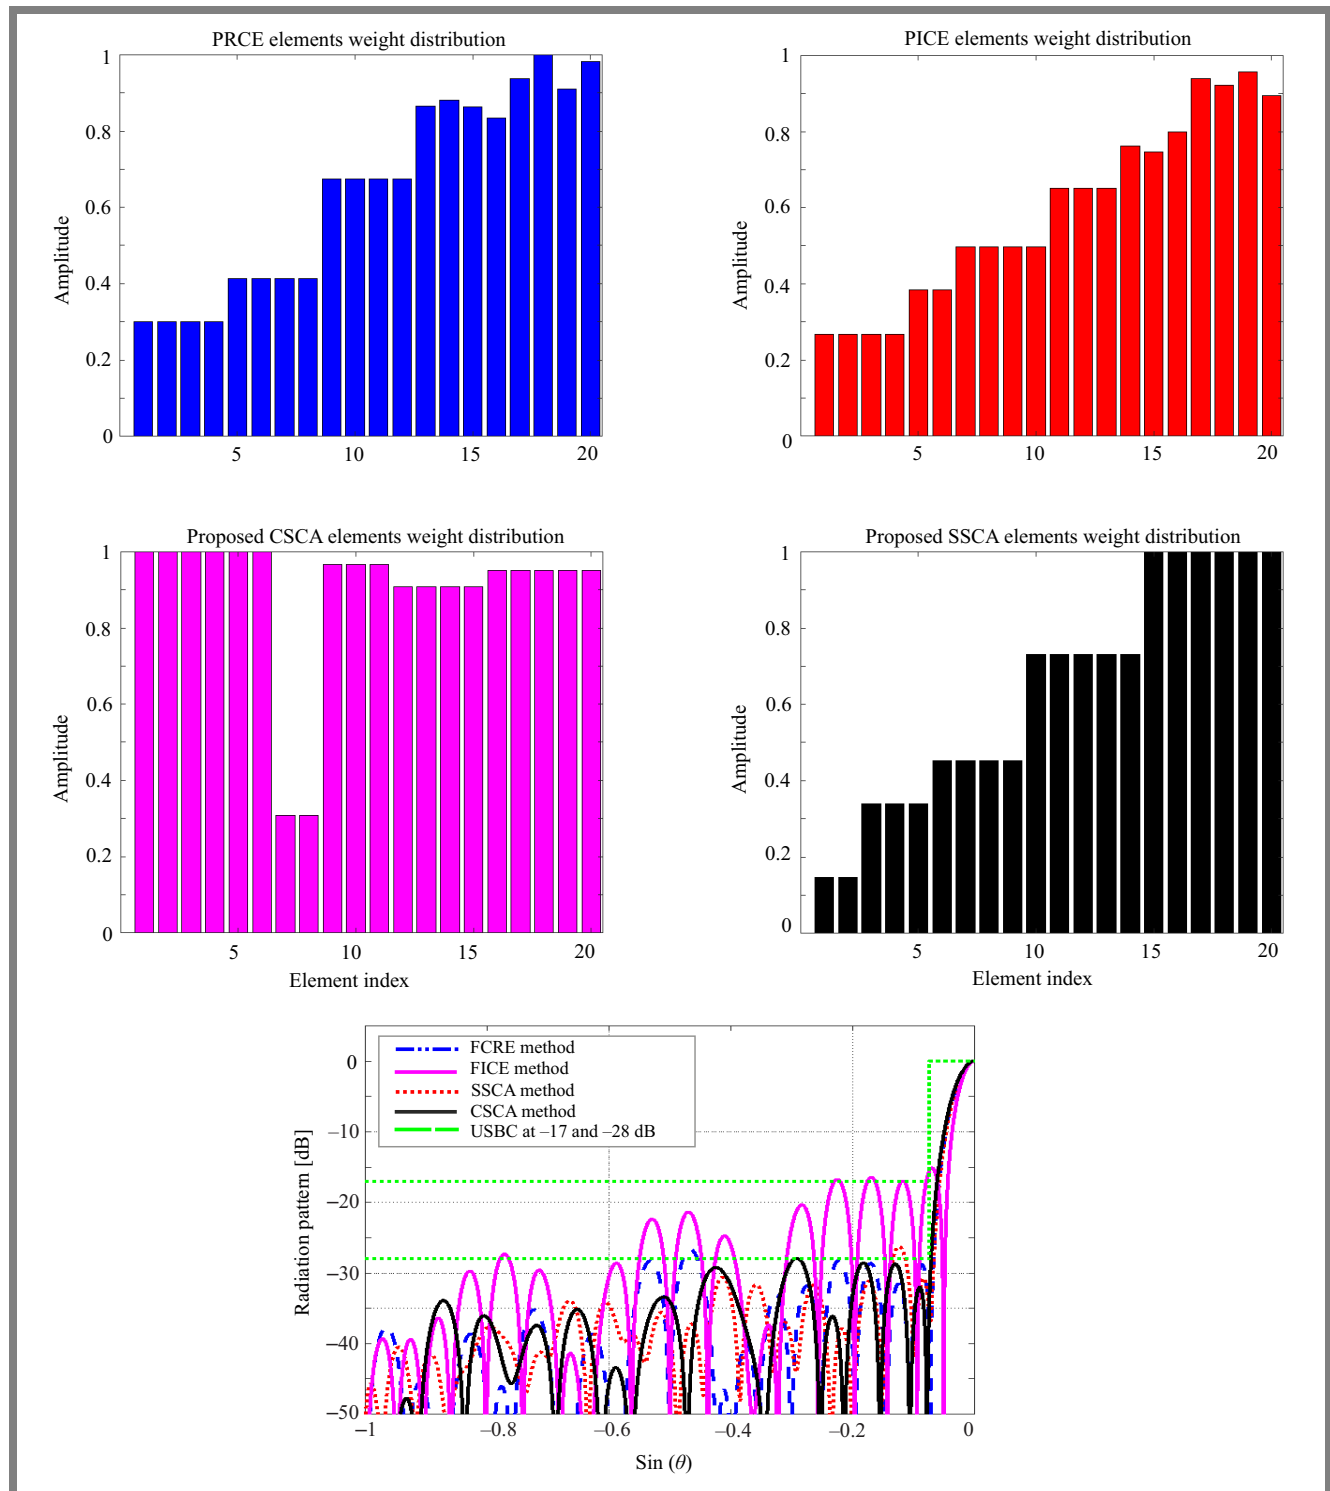 PRCE elements weight distribution
1
0.8
0.6
0.4
0.2
0
Amplitude
5 10 15 20
PICE elements weight distribution
1
0.8
0.6
0.4
0.2
0
Amplitude
5 10 15 20
Proposed CSCA elements weight distribution
1
0.8
0.6
0.4
0.2
0
Amplitude
5 10 15 20
Element index
Proposed SSCA elements weight distribution
1
0.8
0.6
0.4
0.2
0
Amplitude
5 10 15 20
Element index
FCRE method
FICE method
SSCA method
CSCA method
USBC at –17 and –28 dB
0
–10
–20
–30
–40
–50
Radiation pattern [dB]
–1 –0.8 –0.6 –0.4 –0.2 0
Sin (θ)